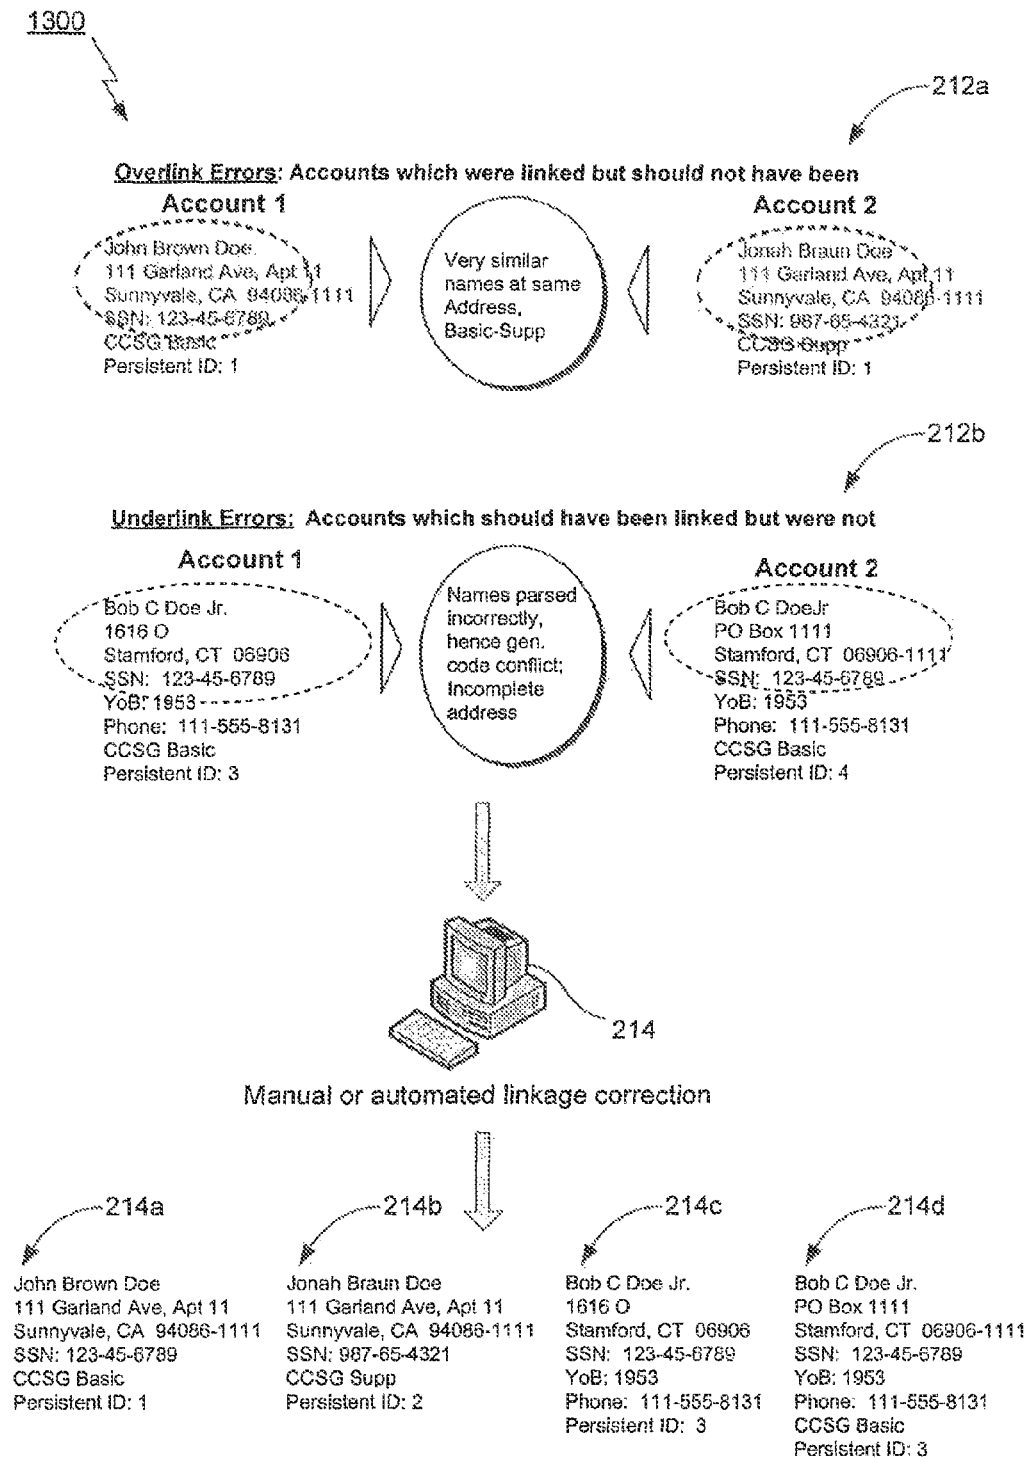 1300
212a
Overlink Errors: Accounts which were linked but should not have been
Account 1
John Brown Doe
111 Garland Ave, Apt 11
Sunnyvale, CA 94086-1111
SSN: 123-45-6789
CCSG Basic
Persistent ID: 1
Very similar
names at same
Address,
Basic-Supp
Account 2
Jonah Braun Doe
111 Garland Ave, Apt 11
Sunnyvale, CA 94086-1111
SSN: 987-65-4321
CCSG Supp
Persistent ID: 1
212b
Underlink Errors: Accounts which should have been linked but were not
Account 1
Bob C Doe Jr.
1616 O
Stamford, CT 06906
SSN: 123-45-6789
YoB: 1953
Phone: 111-555-8131
CCSG Basic
Persistent ID: 3
Names parsed
incorrectly,
hence gen.
code conflict;
Incomplete
address
Account 2
Bob C DoeJr
PO Box 1111
Stamford, CT 06906-1111
SSN: 123-45-6789
YoB: 1953
Phone: 111-555-8131
CCSG Basic
Persistent ID: 4
214
Manual or automated linkage correction
214a
John Brown Doe
111 Garland Ave, Apt 11
Sunnyvale, CA 94086-1111
SSN: 123-45-6789
CCSG Basic
Persistent ID: 1
214b
Jonah Braun Doe
111 Garland Ave, Apt 11
Sunnyvale, CA 94086-1111
SSN: 987-65-4321
CCSG Supp
Persistent ID: 2
214c
Bob C Doe Jr.
1616 O
Stamford, CT 06906
SSN: 123-45-6789
YoB: 1953
Phone: 111-555-8131
Persistent ID: 3
214d
Bob C Doe Jr.
PO Box 1111
Stamford, CT 06906-1111
SSN: 123-45-6789
YoB: 1953
Phone: 111-555-8131
CCSG Basic
Persistent ID: 3